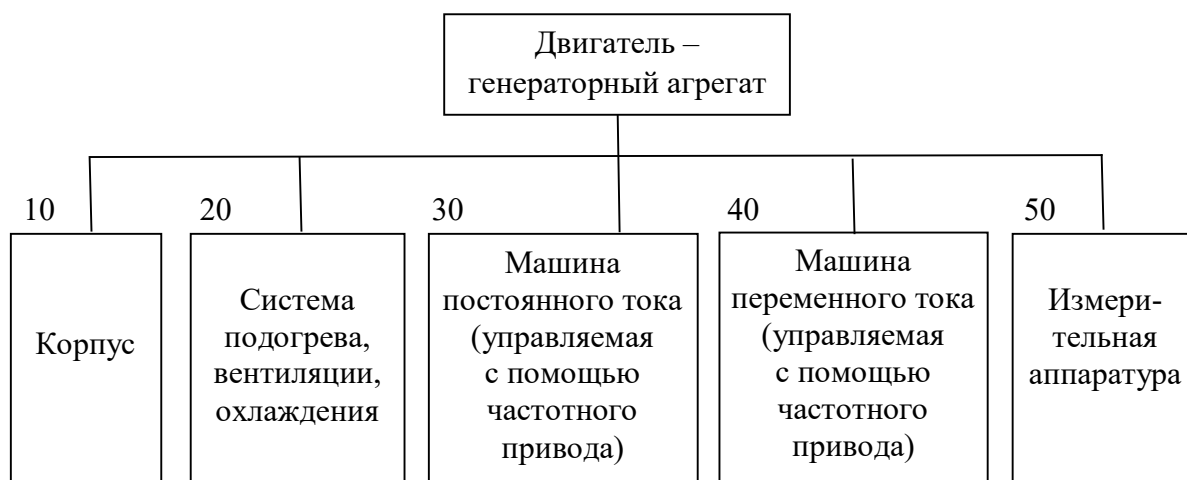 Двигатель –
генераторный агрегат
10
20
30
40
50
Корпус
Система
подогрева,
вентиляции,
охлаждения
Машина
постоянного тока
(управляемая
с помощью
частотного
привода)
Машина
переменного тока
(управляемая
с помощью
частотного
привода)
Измери-
тельная
аппаратура